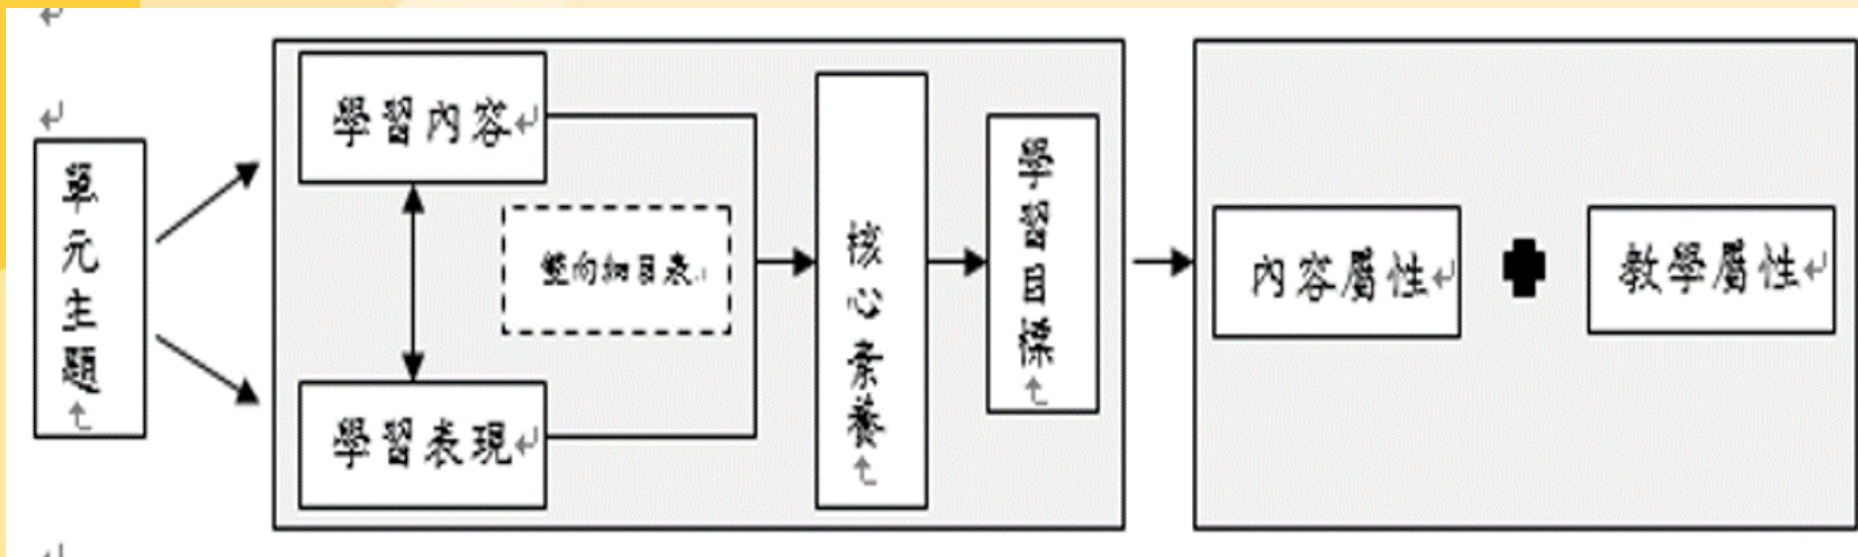 單元主題
學習內容
學習表現
雙向細目表
核心素養
學習目標
內容屬性
教學屬性